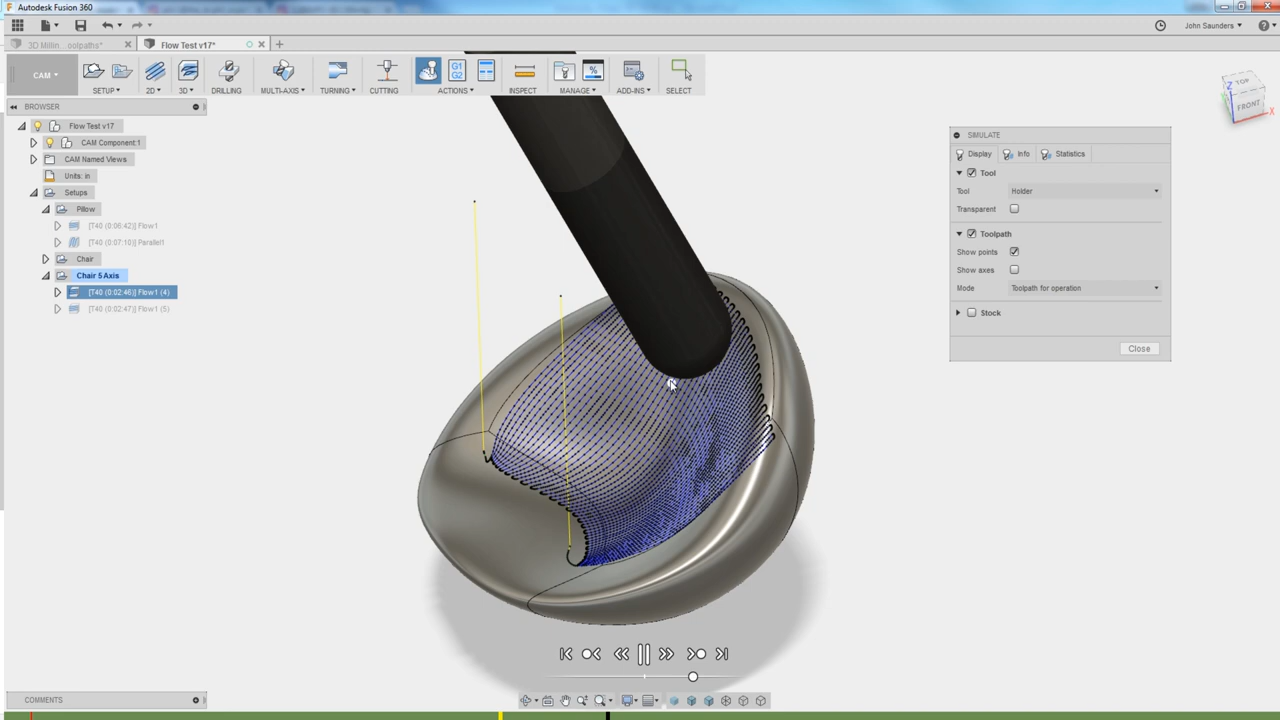 Autodesk Fusion 360
John Saunders
3D Millin...oolpaths*
Flow Test v17*
CAM
G1
G2
SETUP
2D
3D
DRILLING
MULTI-AXIS
TURNING
CUTTING
ACTIONS
INSPECT
MANAGE
ADD-INS
SELECT
BROWSER
Flow Test v17
CAM Component:1
CAM Named Views
Units: in
Setups
Pillow
[T40 (0:06:42)] Flow1
[T40 (0:07:10)] Parallel1
Chair
Chair 5 Axis
[T40 (0:02:46)] Flow1 (4)
[T40 (0:02:47)] Flow1 (5)
TOP
FRONT
Z
X
SIMULATE
Display
Info
Statistics
Tool
Tool
Holder
Transparent
Toolpath
Show points
Show axes
Mode
Toolpath for operation
Stock
Close
COMMENTS